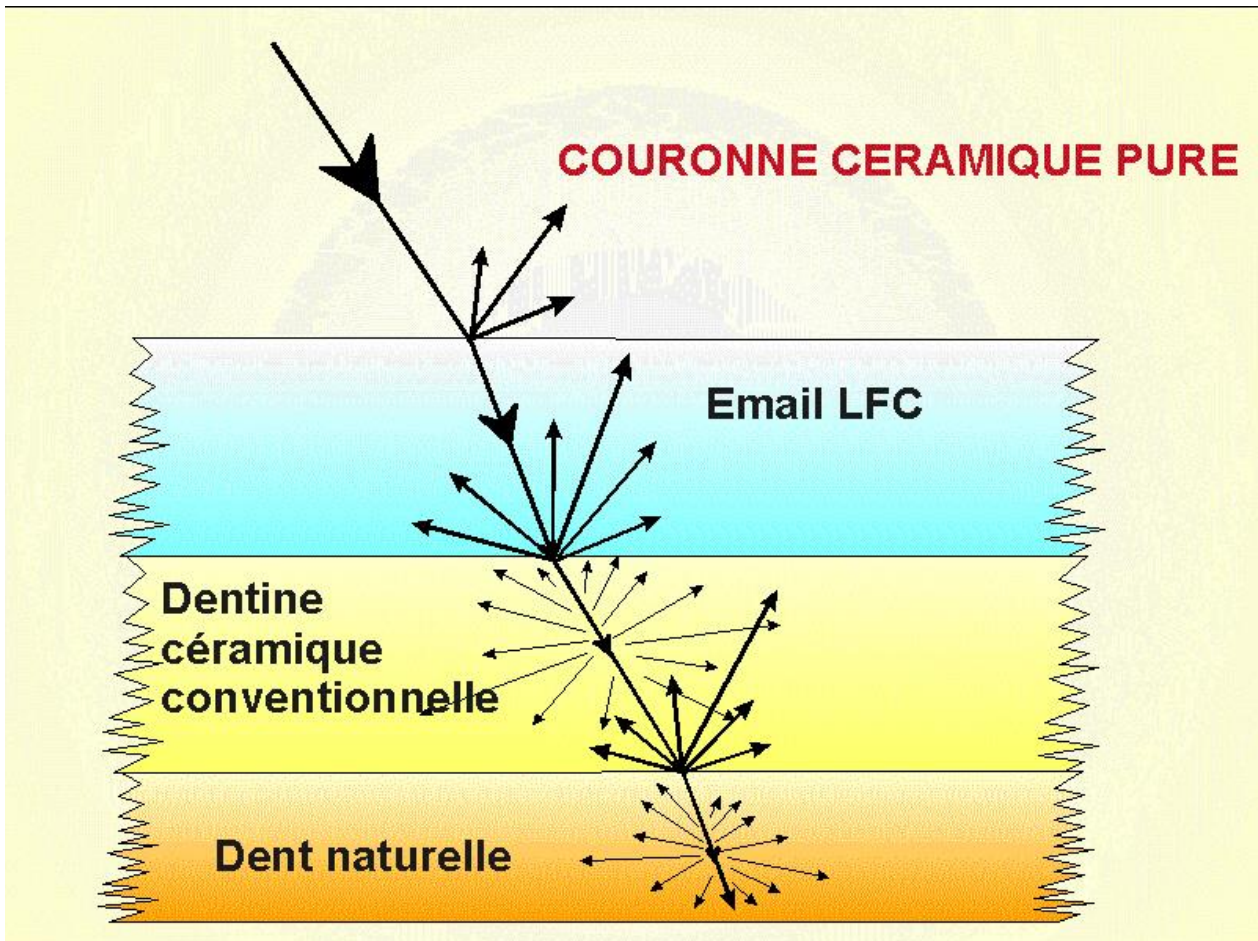 COURONNE CERAMIQUE PURE
Email LFC
Dentine
céramique
conventionnelle
Dent naturelle